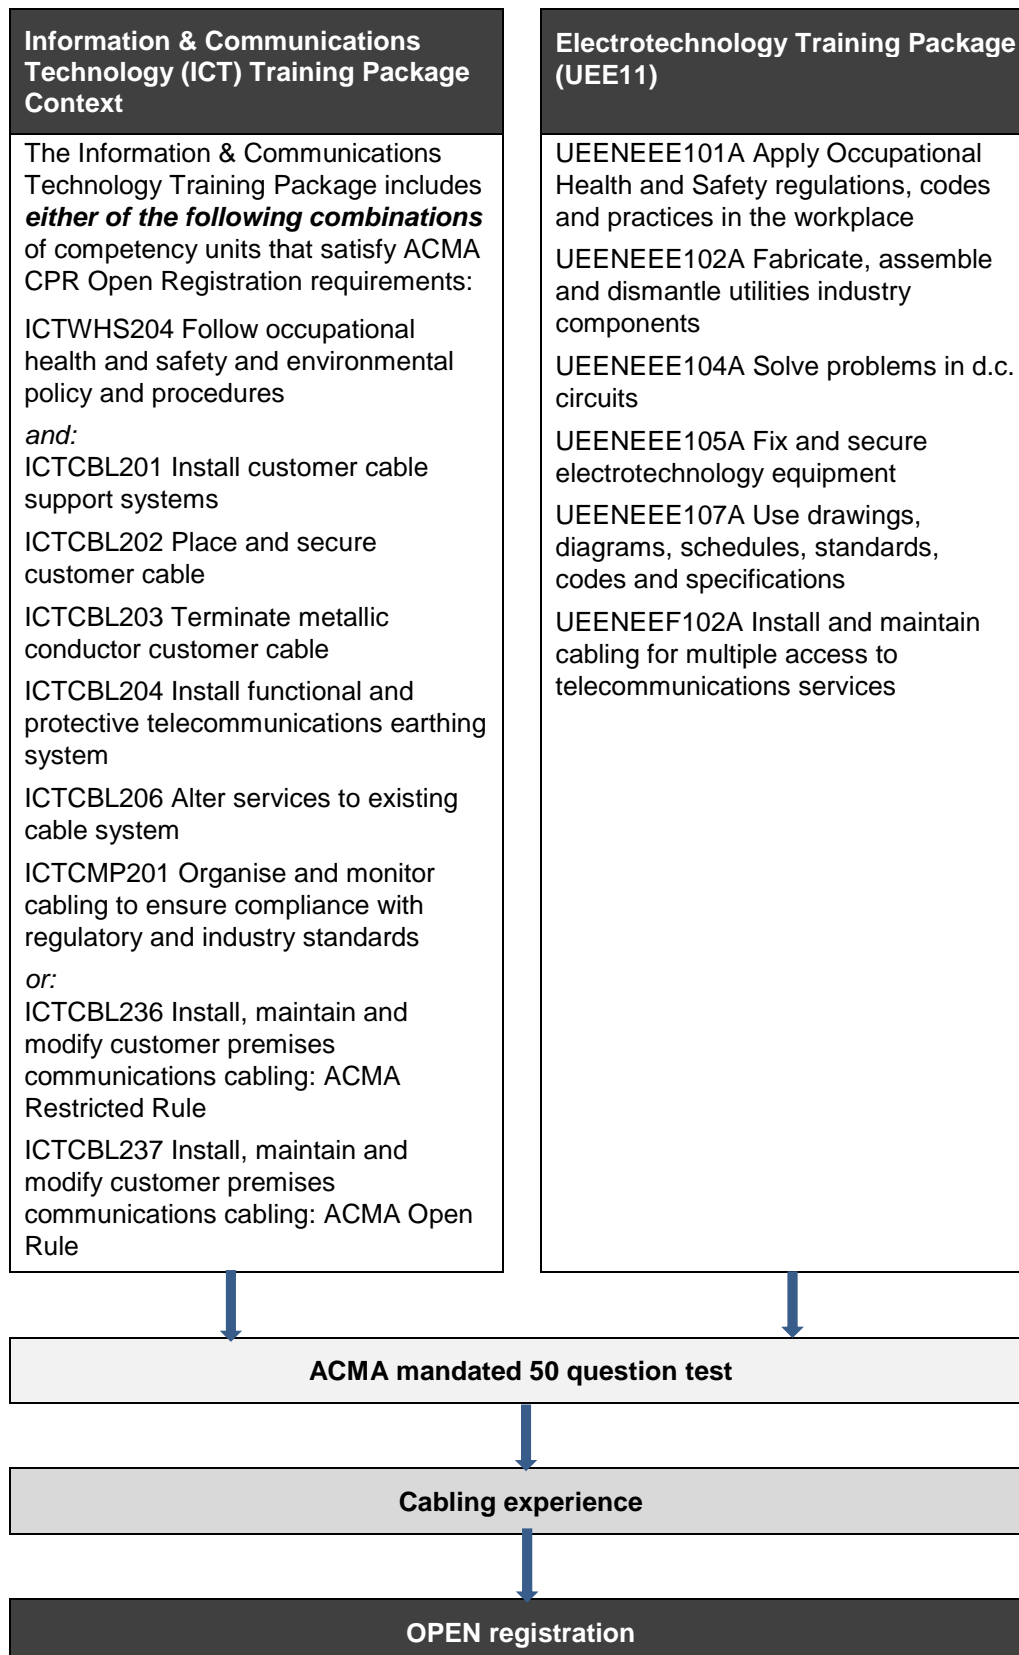 Information & Communications
Technology (ICT) Training Package
Context
The Information & Communications
Technology Training Package includes
either of the following combinations
of competency units that satisfy ACMA
CPR Open Registration requirements:
ICTWHS204 Follow occupational
health and safety and environmental
policy and procedures
and:
ICTCBL201 Install customer cable
support systems
ICTCBL202 Place and secure
customer cable
ICTCBL203 Terminate metallic
conductor customer cable
ICTCBL204 Install functional and
protective telecommunications earthing
system
ICTCBL206 Alter services to existing
cable system
ICTCMP201 Organise and monitor
cabling to ensure compliance with
regulatory and industry standards
or:
ICTCBL236 Install, maintain and
modify customer premises
communications cabling: ACMA
Restricted Rule
ICTCBL237 Install, maintain and
modify customer premises
communications cabling: ACMA Open
Rule
Electrotechnology Training Package
(UEE11)
UEENEEE101A Apply Occupational
Health and Safety regulations, codes
and practices in the workplace
UEENEEE102A Fabricate, assemble
and dismantle utilities industry
components
UEENEEE104A Solve problems in d.c.
circuits
UEENEEE105A Fix and secure
electrotechnology equipment
UEENEEE107A Use drawings,
diagrams, schedules, standards,
codes and specifications
UEENEEF102A Install and maintain
cabling for multiple access to
telecommunications services
ACMA mandated 50 question test
Cabling experience
OPEN registration